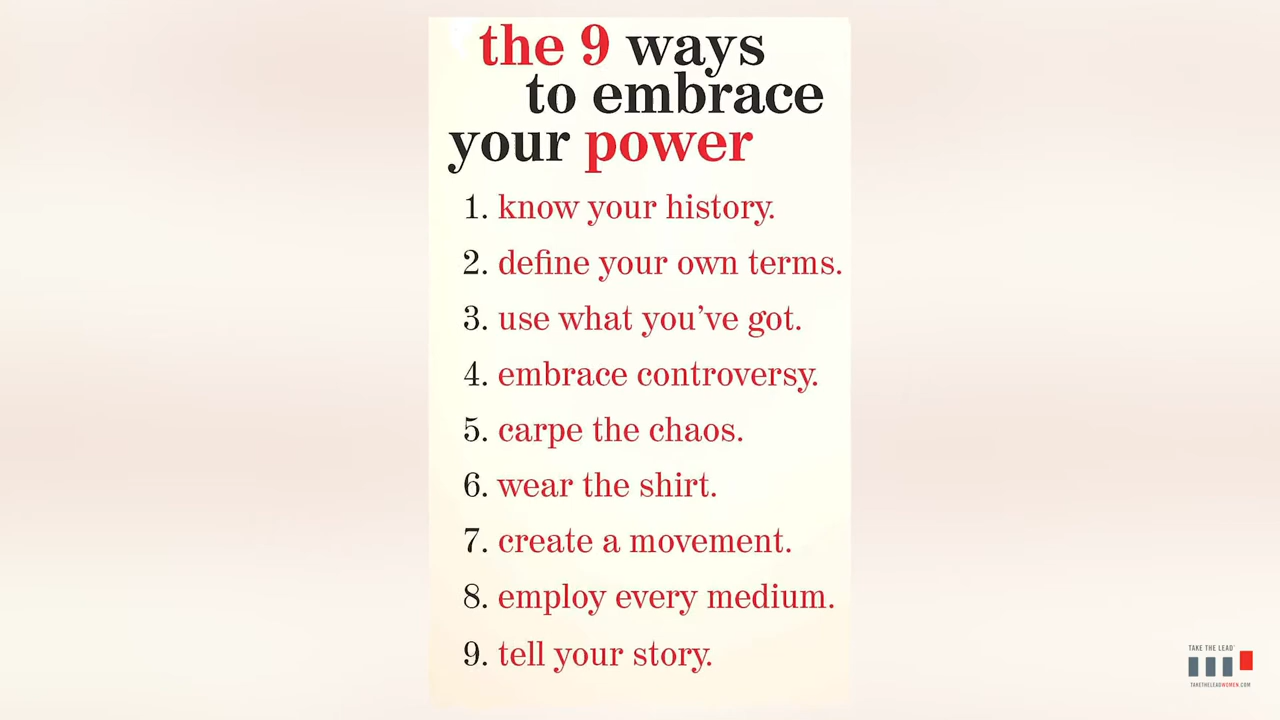 the 9 ways
to embrace
your power
1. know your history.
2. define your own terms.
3. use what you've got.
4. embrace controversy.
5. carpe the chaos.
6. wear the shirt.
7. create a movement.
8. employ every medium.
9. tell your story.
TAKE THE LEAD
TAKETHELEADWOMEN.COM